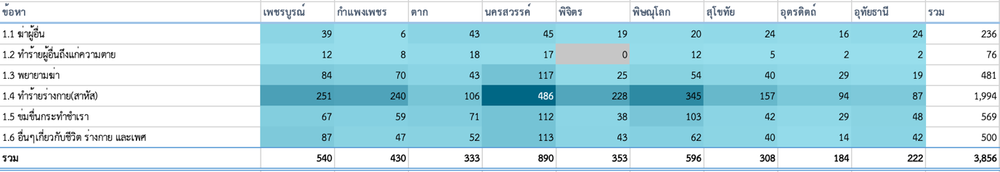 ข้อหา เพชรบูรณ์ กำแพงเพชร ตาก นครสวรรค์ พิจิตร พิษณุโลก สุโขทัย อุตรดิตถ์ อุทัยธานี รวม
1.1 ฆ่าผู้อื่น 39 6 43 45 19 20 24 16 24 236
1.2 ทำร้ายผู้อื่นถึงแก่ความตาย 12 8 18 17 0 12 5 2 2 76
1.3 พยายามฆ่า 84 70 43 117 25 54 40 29 19 481
1.4 ทำร้ายร่างกาย(สาหัส) 251 240 106 486 228 345 157 94 87 1,994
1.5 ข่มขืนกระทำชำเรา 67 59 71 112 38 103 42 29 48 569
1.6 อื่นๆเกี่ยวกับชีวิต ร่างกาย และเพศ 87 47 52 113 43 62 40 14 42 500
รวม 540 430 333 890 353 596 308 184 222 3,856